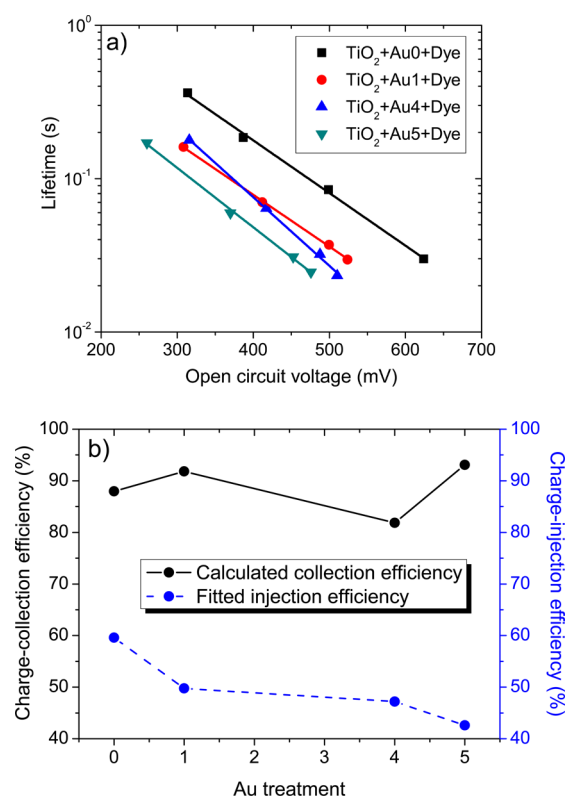 a)
TiO2+Au0+Dye
TiO2+Au1+Dye
TiO2+Au4+Dye
TiO2+Au5+Dye
Lifetime (s)
10^0
10^-1
10^-2
200 300 400 500 600 700
Open circuit voltage (mV)
b)
Charge-collection efficiency (%)
100
90
80
70
60
50
40
Calculated collection efficiency
Fitted injection efficiency
100
90
80
70
60
50
40
Charge-injection efficiency (%)
0 1 2 3 4 5
Au treatment